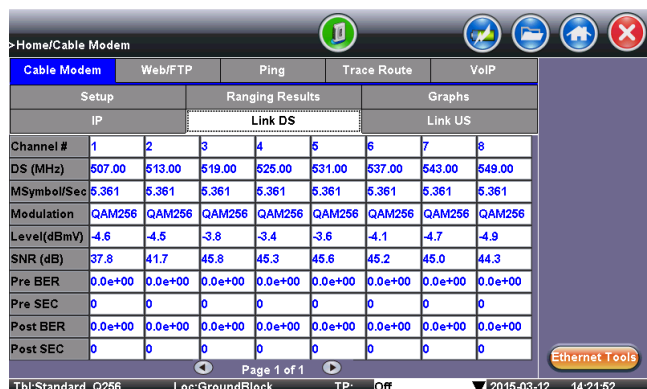 >Home/Cable Modem
Cable Modem Web/FTP Ping Trace Route VoIP
Setup Ranging Results Graphs
IP Link DS Link US
Channel # 1 2 3 4 5 6 7 8
DS (MHz) 507.00 513.00 519.00 525.00 531.00 537.00 543.00 549.00
MSymbol/Sec 5.361 5.361 5.361 5.361 5.361 5.361 5.361 5.361
Modulation QAM256 QAM256 QAM256 QAM256 QAM256 QAM256 QAM256 QAM256
Level(dBmV) -4.6 -4.5 -3.8 -3.4 -3.6 -4.1 -4.7 -4.9
SNR (dB) 37.8 41.7 45.8 45.3 45.6 45.2 45.0 44.3
Pre BER 0.0e+00 0.0e+00 0.0e+00 0.0e+00 0.0e+00 0.0e+00 0.0e+00 0.0e+00
Pre SEC 0 0 0 0 0 0 0 0
Post BER 0.0e+00 0.0e+00 0.0e+00 0.0e+00 0.0e+00 0.0e+00 0.0e+00 0.0e+00
Post SEC 0 0 0 0 0 0 0 0
Page 1 of 1
Ethernet Tools
Tbl:Standard_Q256 Loc:GroundBlock TP: Off 2015-03-12 14:21:52